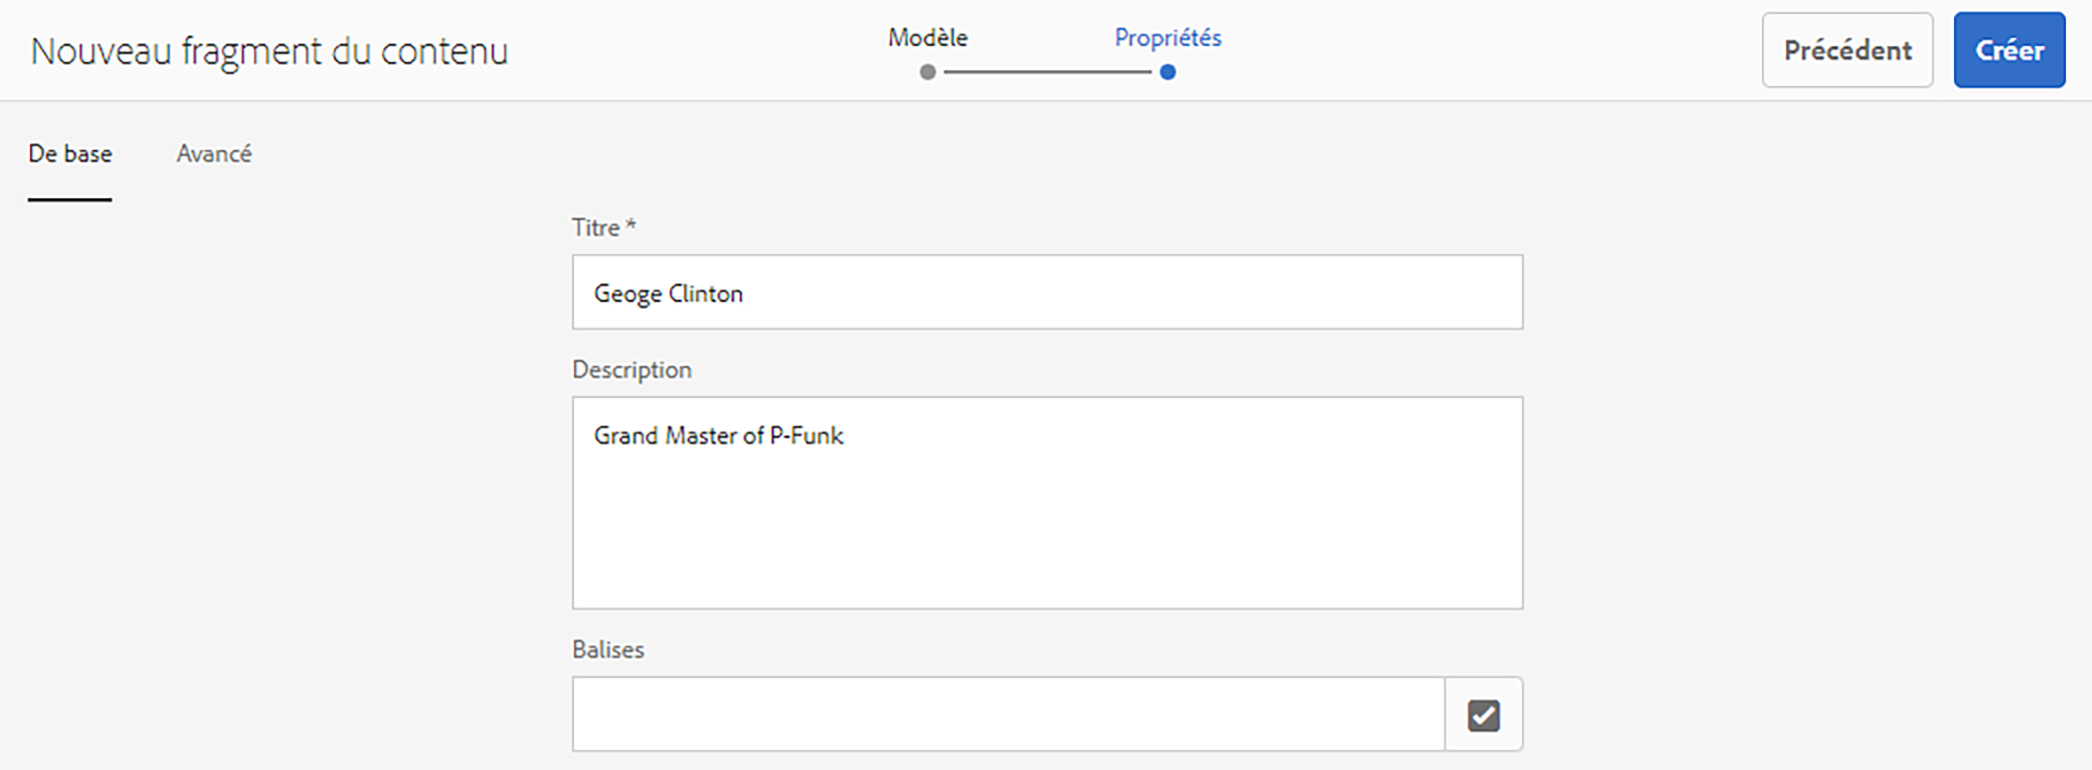 Nouveau fragment du contenu
Modèle
Propriétés
Précédent
Créer
De base
Avancé
Titre *
Geoge Clinton
Description
Grand Master of P-Funk
Balises